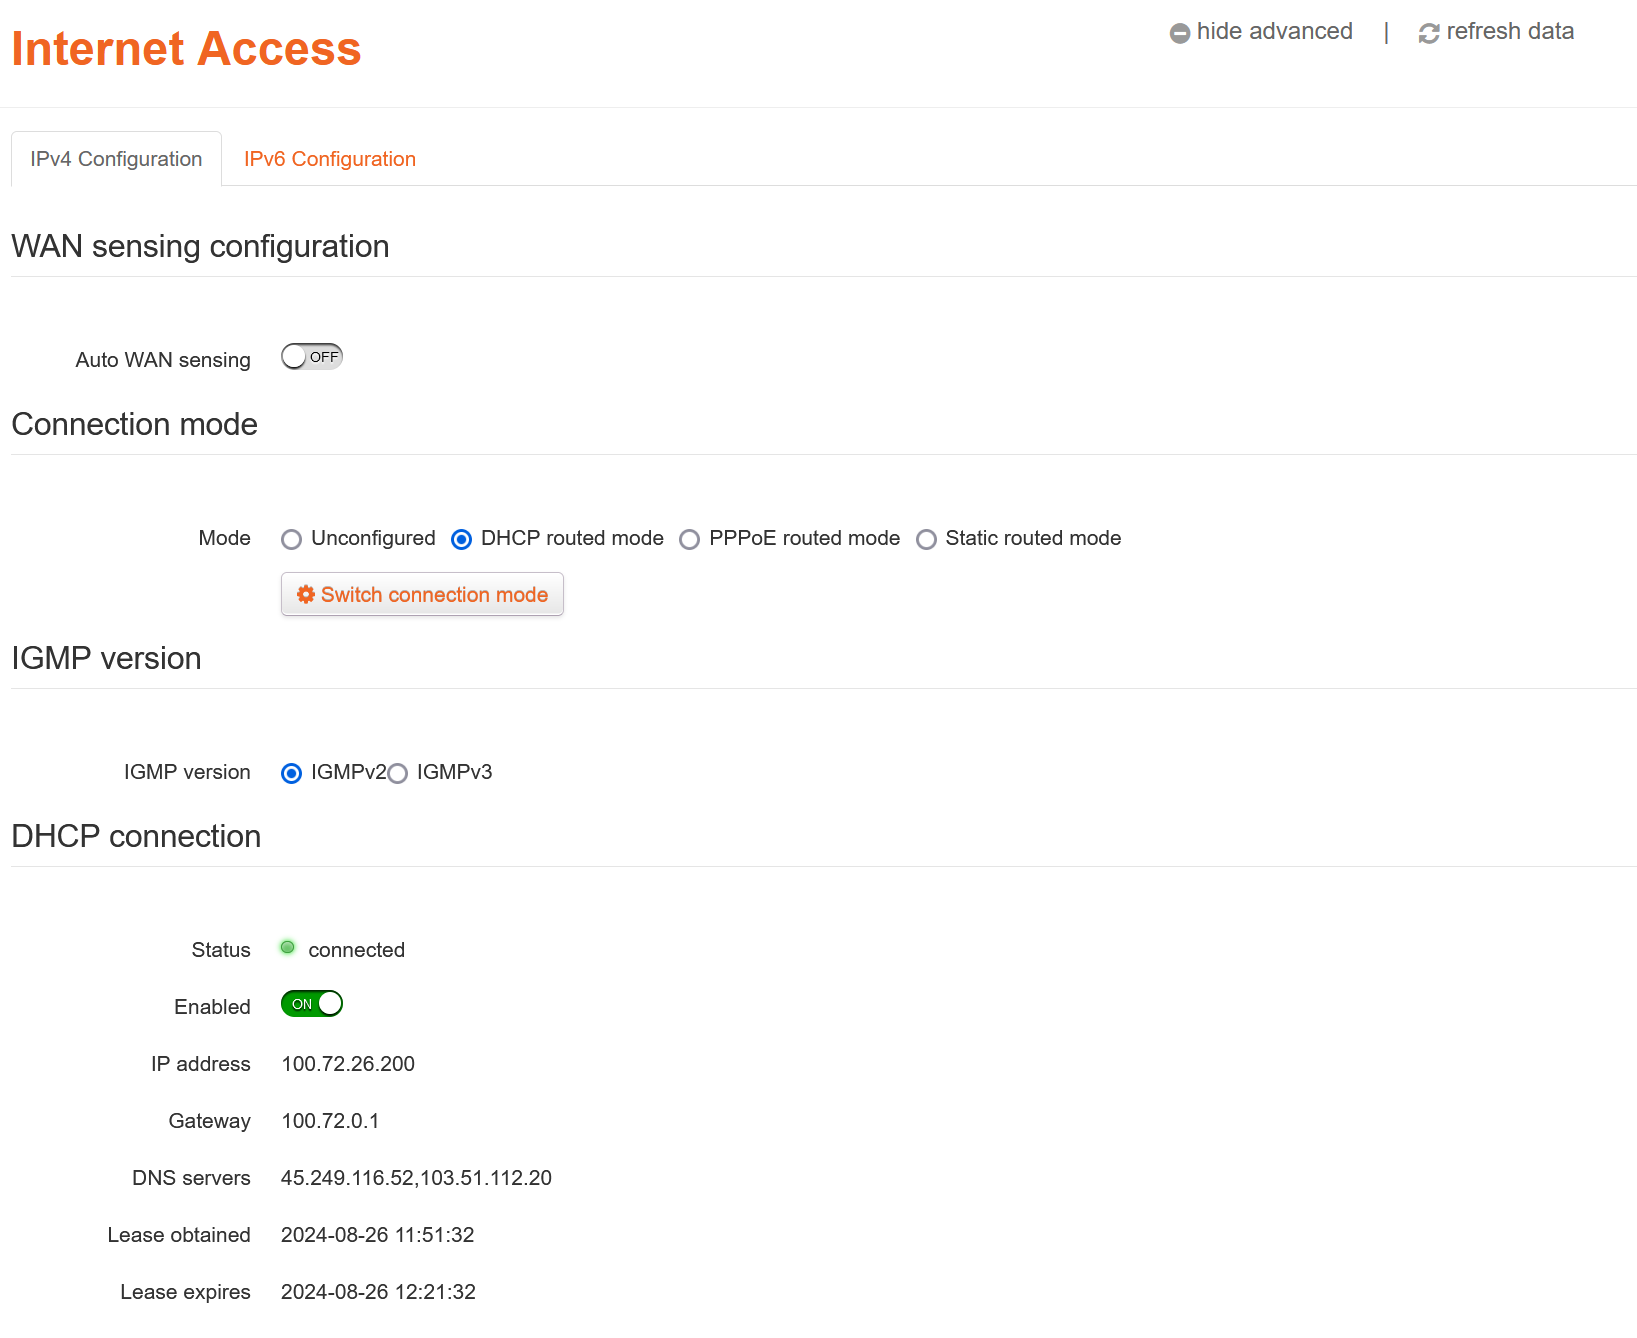 Internet Access
hide advanced | refresh data
IPv4 Configuration IPv6 Configuration
WAN sensing configuration
Auto WAN sensing OFF
Connection mode
Mode Unconfigured DHCP routed mode PPPoE routed mode Static routed mode
Switch connection mode
IGMP version
IGMP version IGMPv2 IGMPv3
DHCP connection
Status connected
Enabled ON
IP address 100.72.26.200
Gateway 100.72.0.1
DNS servers 45.249.116.52,103.51.112.20
Lease obtained 2024-08-26 11:51:32
Lease expires 2024-08-26 12:21:32